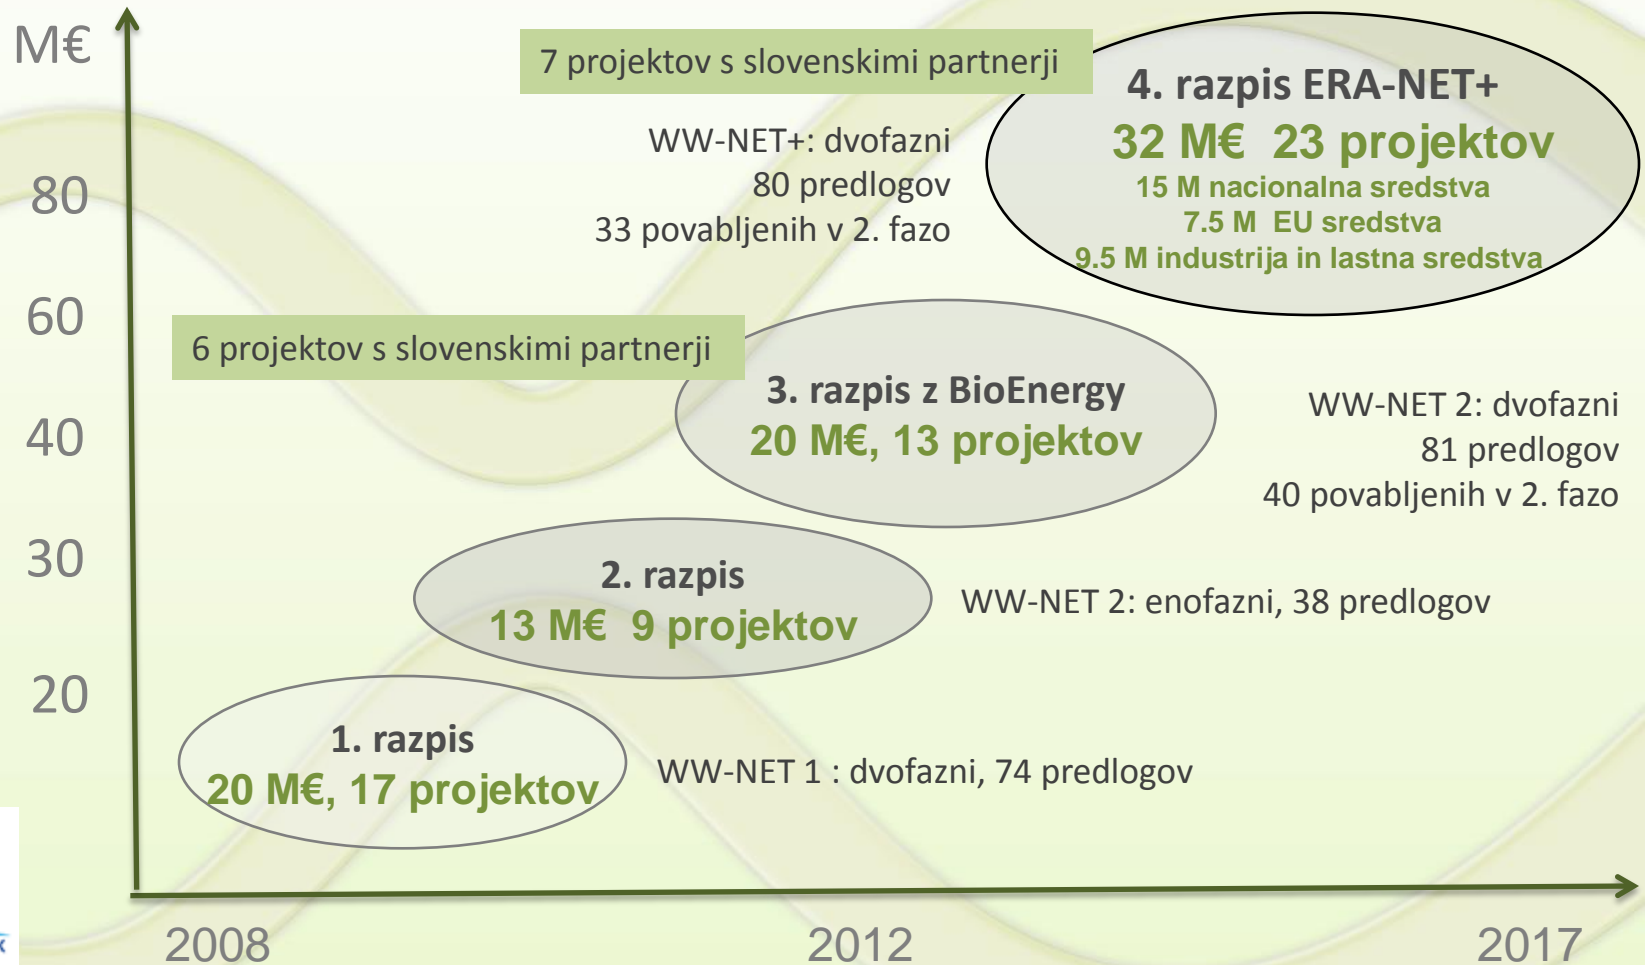 M€
7 projektov s slovenskimi partnerji
4. razpis ERA-NET+
32 M€ 23 projektov
15 M nacionalna sredstva
7.5 M EU sredstva
9.5 M industrija in lastna sredstva
WW-NET+: dvofazni
80 predlogov
33 povabljenih v 2. fazo
80
60
40
30
20
6 projektov s slovenskimi partnerji
3. razpis z BioEnergy
20 M€, 13 projektov
WW-NET 2: dvofazni
81 predlogov
40 povabljenih v 2. fazo
2. razpis
13 M€ 9 projektov
WW-NET 2: enofazni, 38 predlogov
1. razpis
20 M€, 17 projektov
WW-NET 1 : dvofazni, 74 predlogov
2008
2012
2017